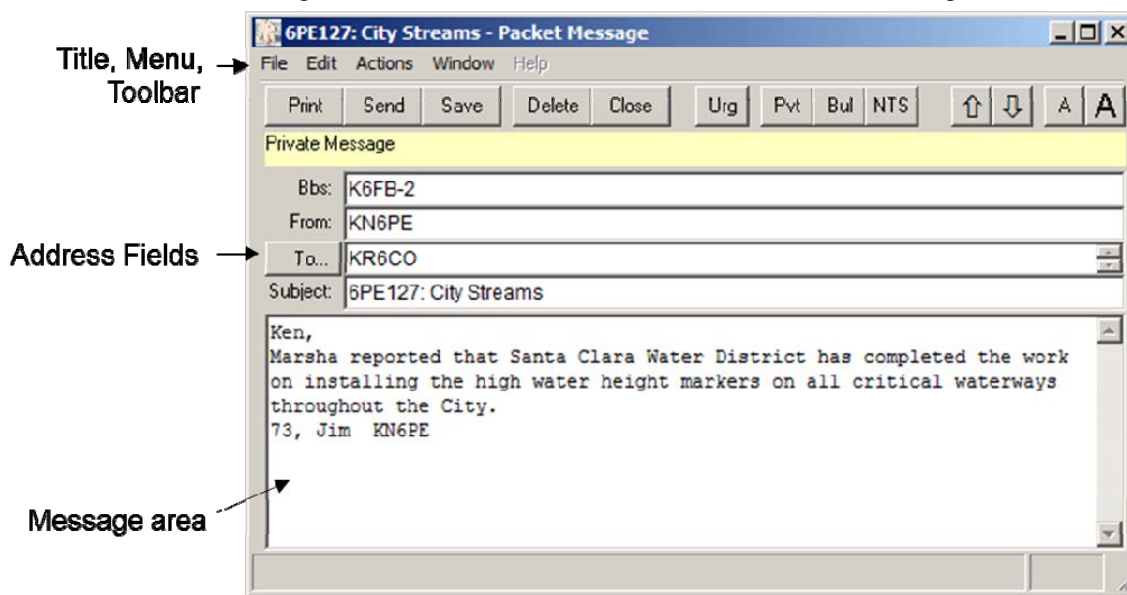 6PE127: City Streams - Packet Message
Title, Menu,
Toolbar
File Edit Actions Window Help
Print Send Save Delete Close Urg Pvt Bul NTS A A
Private Message
Bbs: K6FB-2
From: KN6PE
Address Fields
To... KR6CO
Subject: 6PE127: City Streams
Ken,
Marsha reported that Santa Clara Water District has completed the work
on installing the high water height markers on all critical waterways
throughout the City.
73, Jim KN6PE
Message area